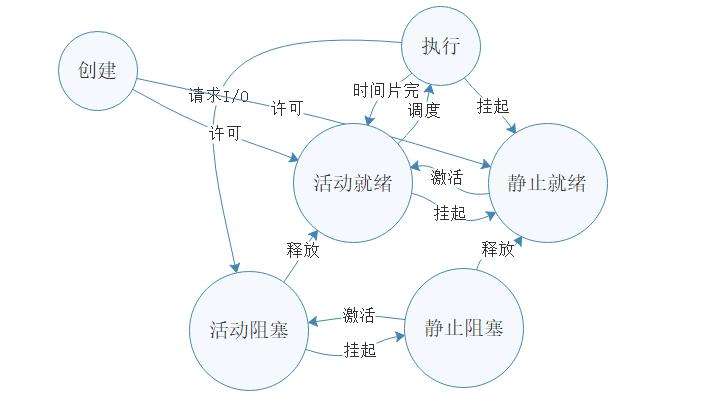 执行
创建
时间片完
请求I/O
许可
调度
挂起
许可
活动就绪
激活
静止就绪
挂起
释放
释放
激活
活动阻塞
静止阻塞
挂起